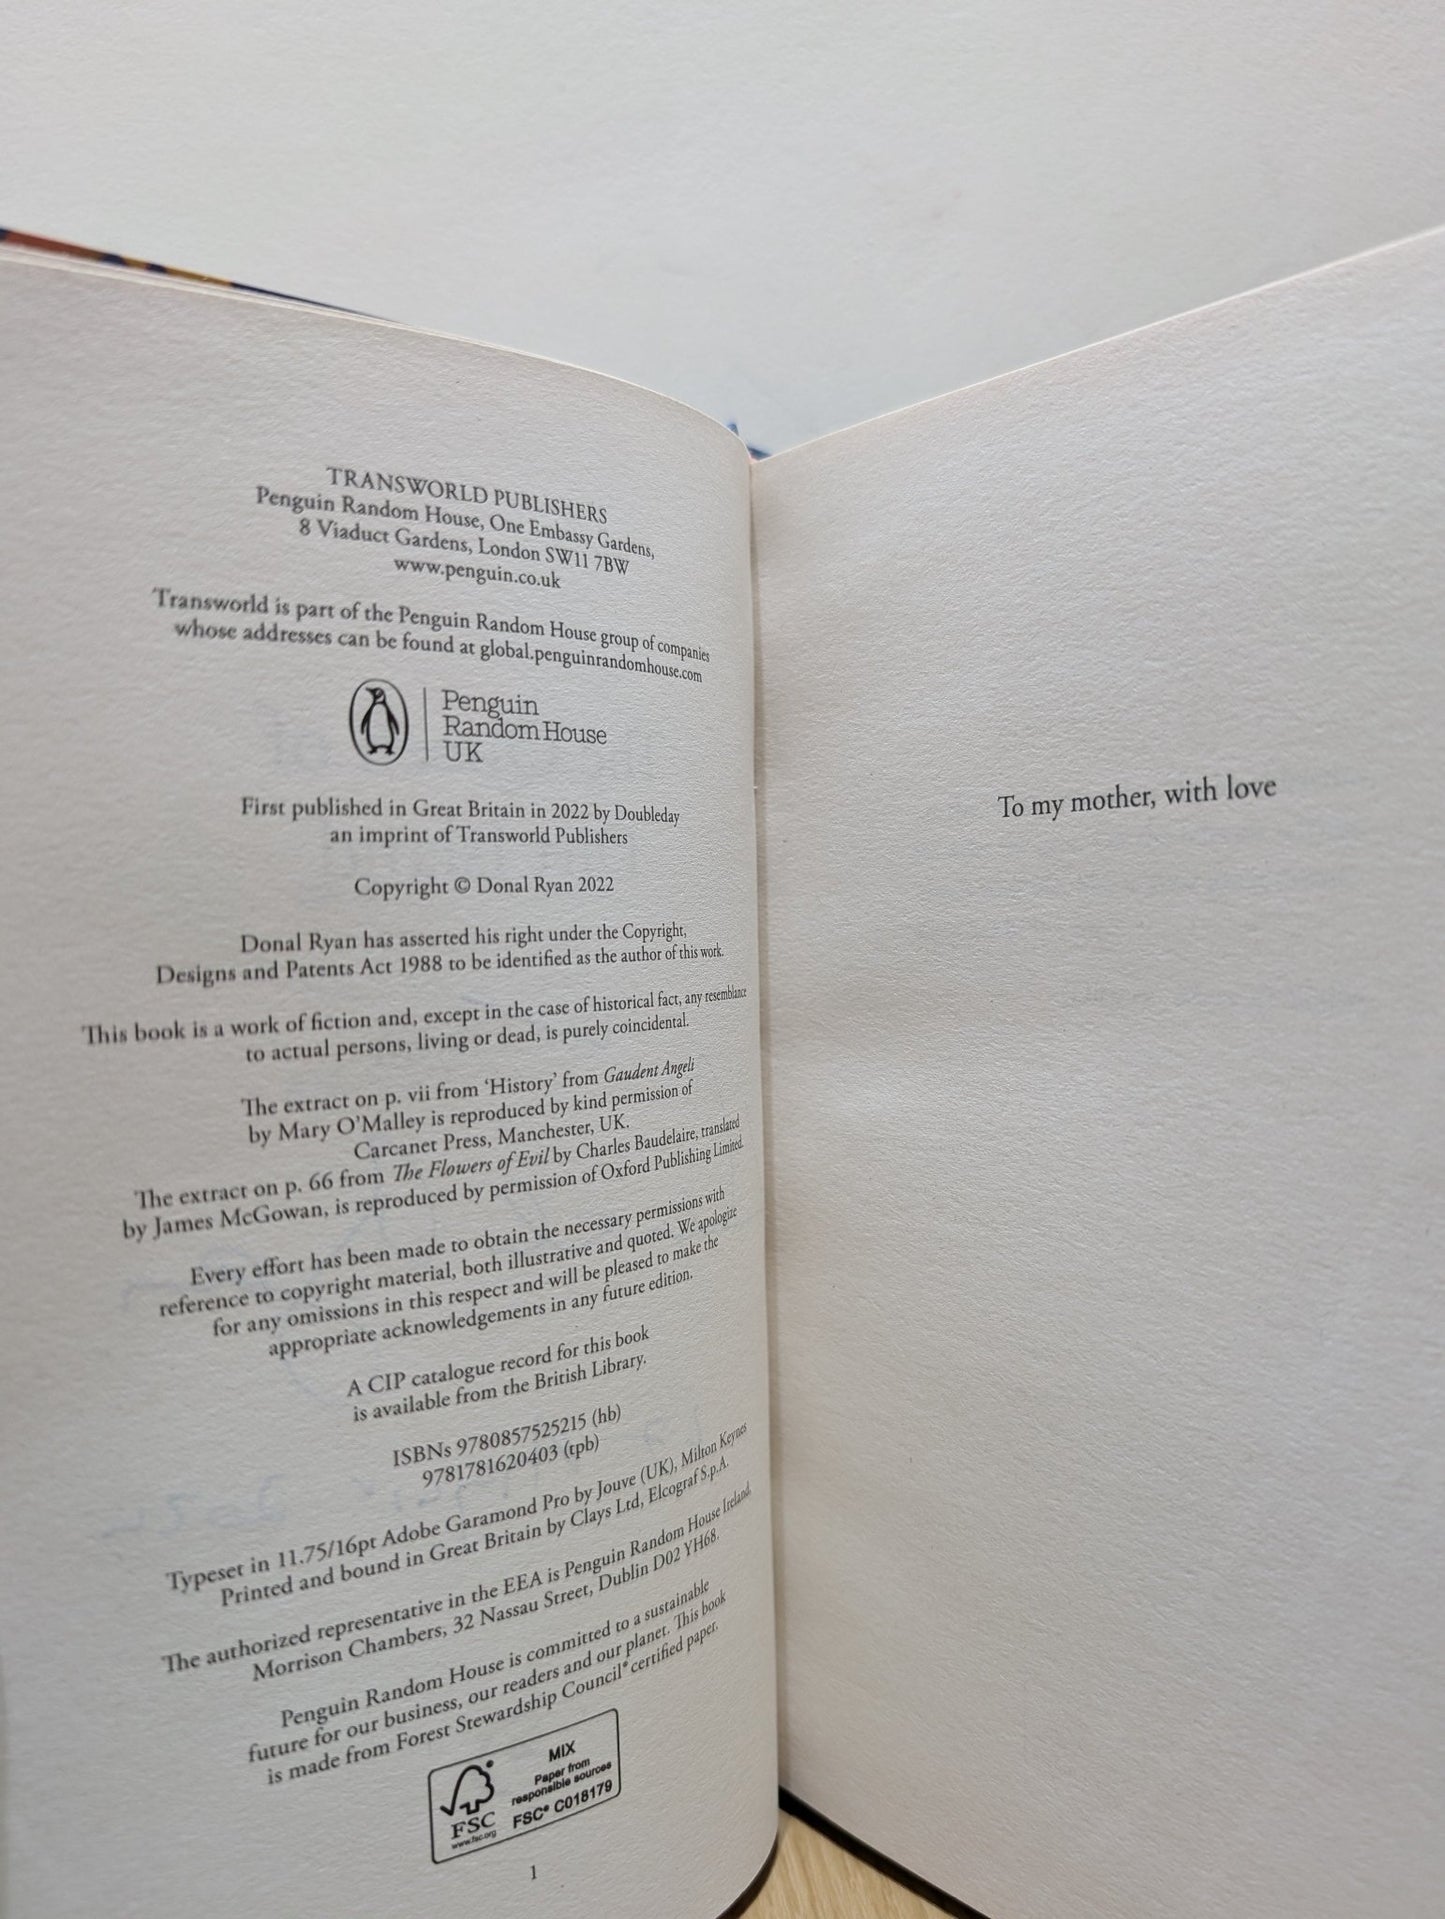 TRANSWORLD PUBLISHERS
Penguin Random House, One Embassy Gardens,
8 Viaduct Gardens, London SW11 7BW
www.penguin.co.uk
Transworld is part of the Penguin Random House group of companies
whose addresses can be found at global.penguinrandomhouse.com
Penguin
Random House
UK
First published in Great Britain in 2022 by Doubleday
an imprint of Transworld Publishers
Copyright © Donal Ryan 2022
Donal Ryan has asserted his right under the Copyright,
Designs and Patents Act 1988 to be identified as the author of this work.
This book is a work of fiction and, except in the case of historical fact, any resemblance
to actual persons, living or dead, is purely coincidental.
The extract on p. vii from ‘History’ from Gaudent Angeli
by Mary O’Malley is reproduced by kind permission of
Carcanet Press, Manchester, UK.
The extract on p. 66 from The Flowers of Evil by Charles Baudelaire, translated
by James McGowan, is reproduced by permission of Oxford Publishing Limited.
Every effort has been made to obtain the necessary permissions with
reference to copyright material, both illustrative and quoted. We apologize
for any omissions in this respect and will be pleased to make the
appropriate acknowledgements in any future edition.
A CIP catalogue record for this book
is available from the British Library.
ISBNs 9780857525215 (hb)
9781781620403 (tpb)
Typeset in 11.75/16pt Adobe Garamond Pro by Jouve (UK), Milton Keynes
Printed and bound in Great Britain by Clays Ltd, Elcograf S.p.A.
The authorized representative in the EEA is Penguin Random House Ireland,
Morrison Chambers, 32 Nassau Street, Dublin D02 YH68.
Penguin Random House is committed to a sustainable
future for our business, our readers and our planet. This book
is made from Forest Stewardship Council® certified paper.
FSC
www.fsc.org
MIX
Paper from
responsible sources
FSC® C018179
1
To my mother, with love